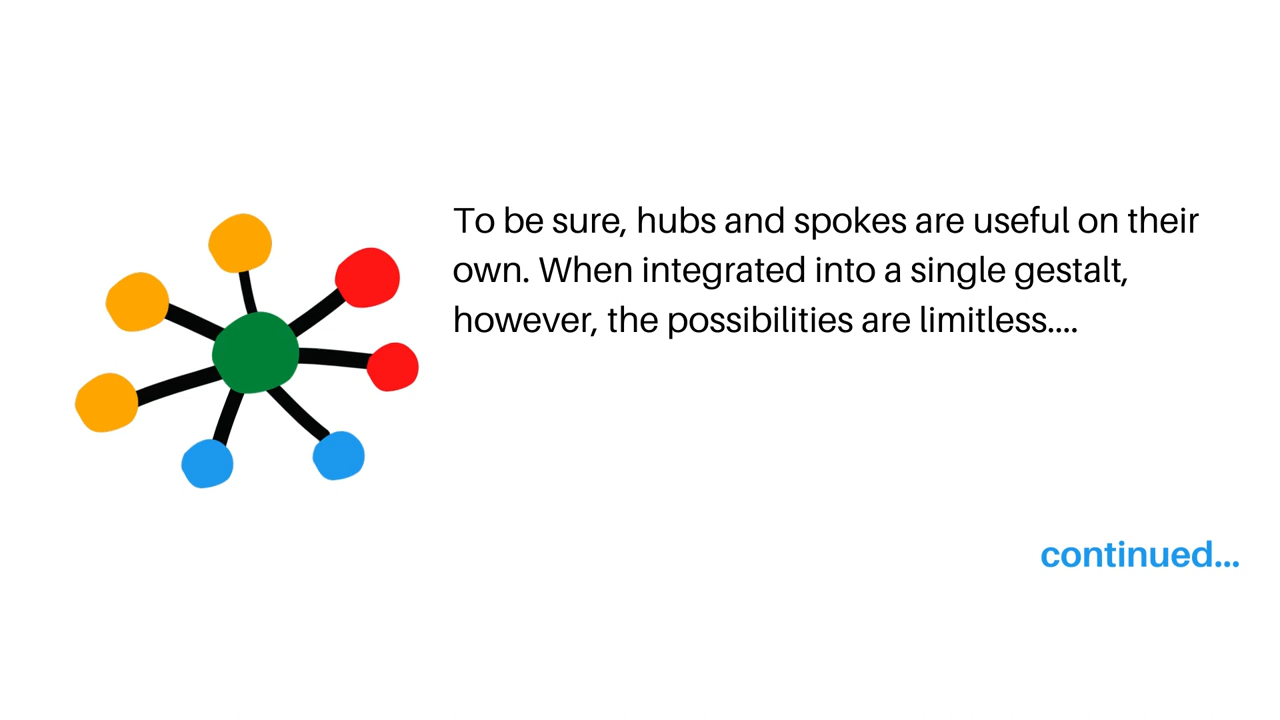 To be sure, hubs and spokes are useful on their
own. When integrated into a single gestalt,
however, the possibilities are limitless....
continued...